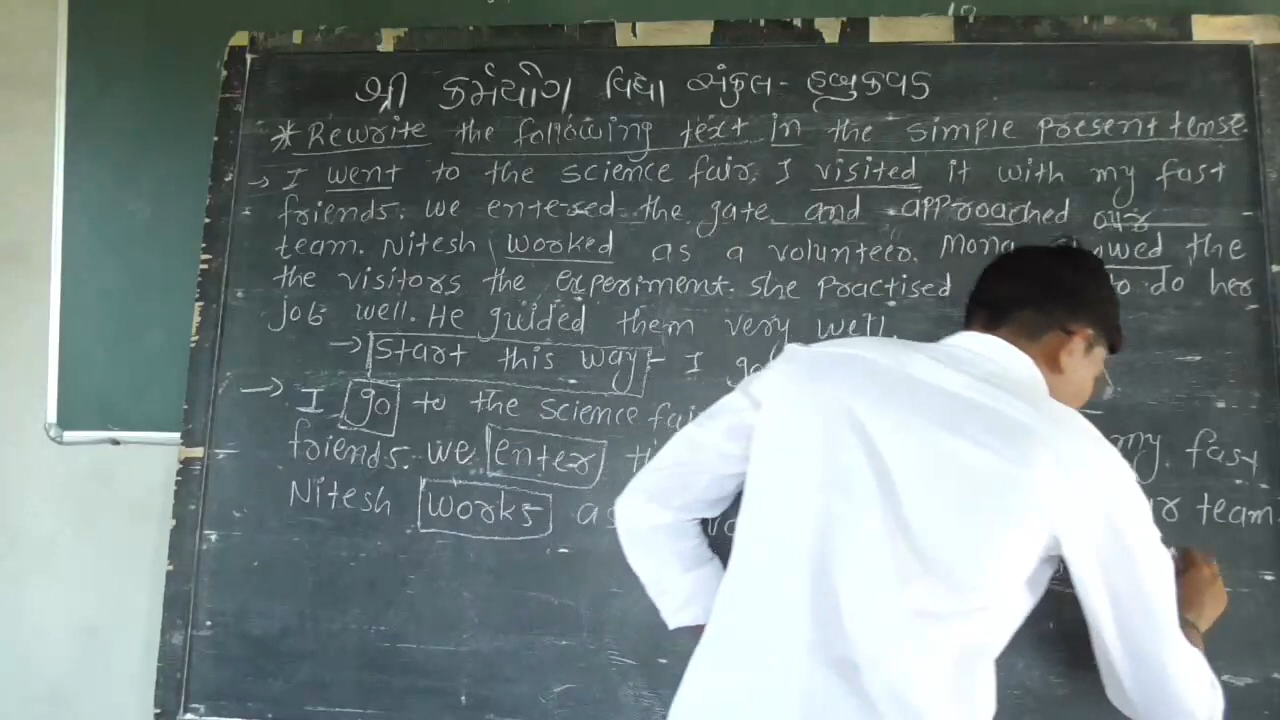 શ્રી કર્મયોગ વિદ્યા સંકુલ - હબુકવડ
* Rewrite the following text in the simple present tense.
→ I went to the science fair. I visited it with my fast
friends. we entered the gate and approached our
team. Nitesh worked as a volunteer. Mona the
the visitors the experiment. she practised to do her
job well. He guided them very well.
→ Start this way - I go
→ I go to the science fair my fast
friends. we enter
Nitesh works as team